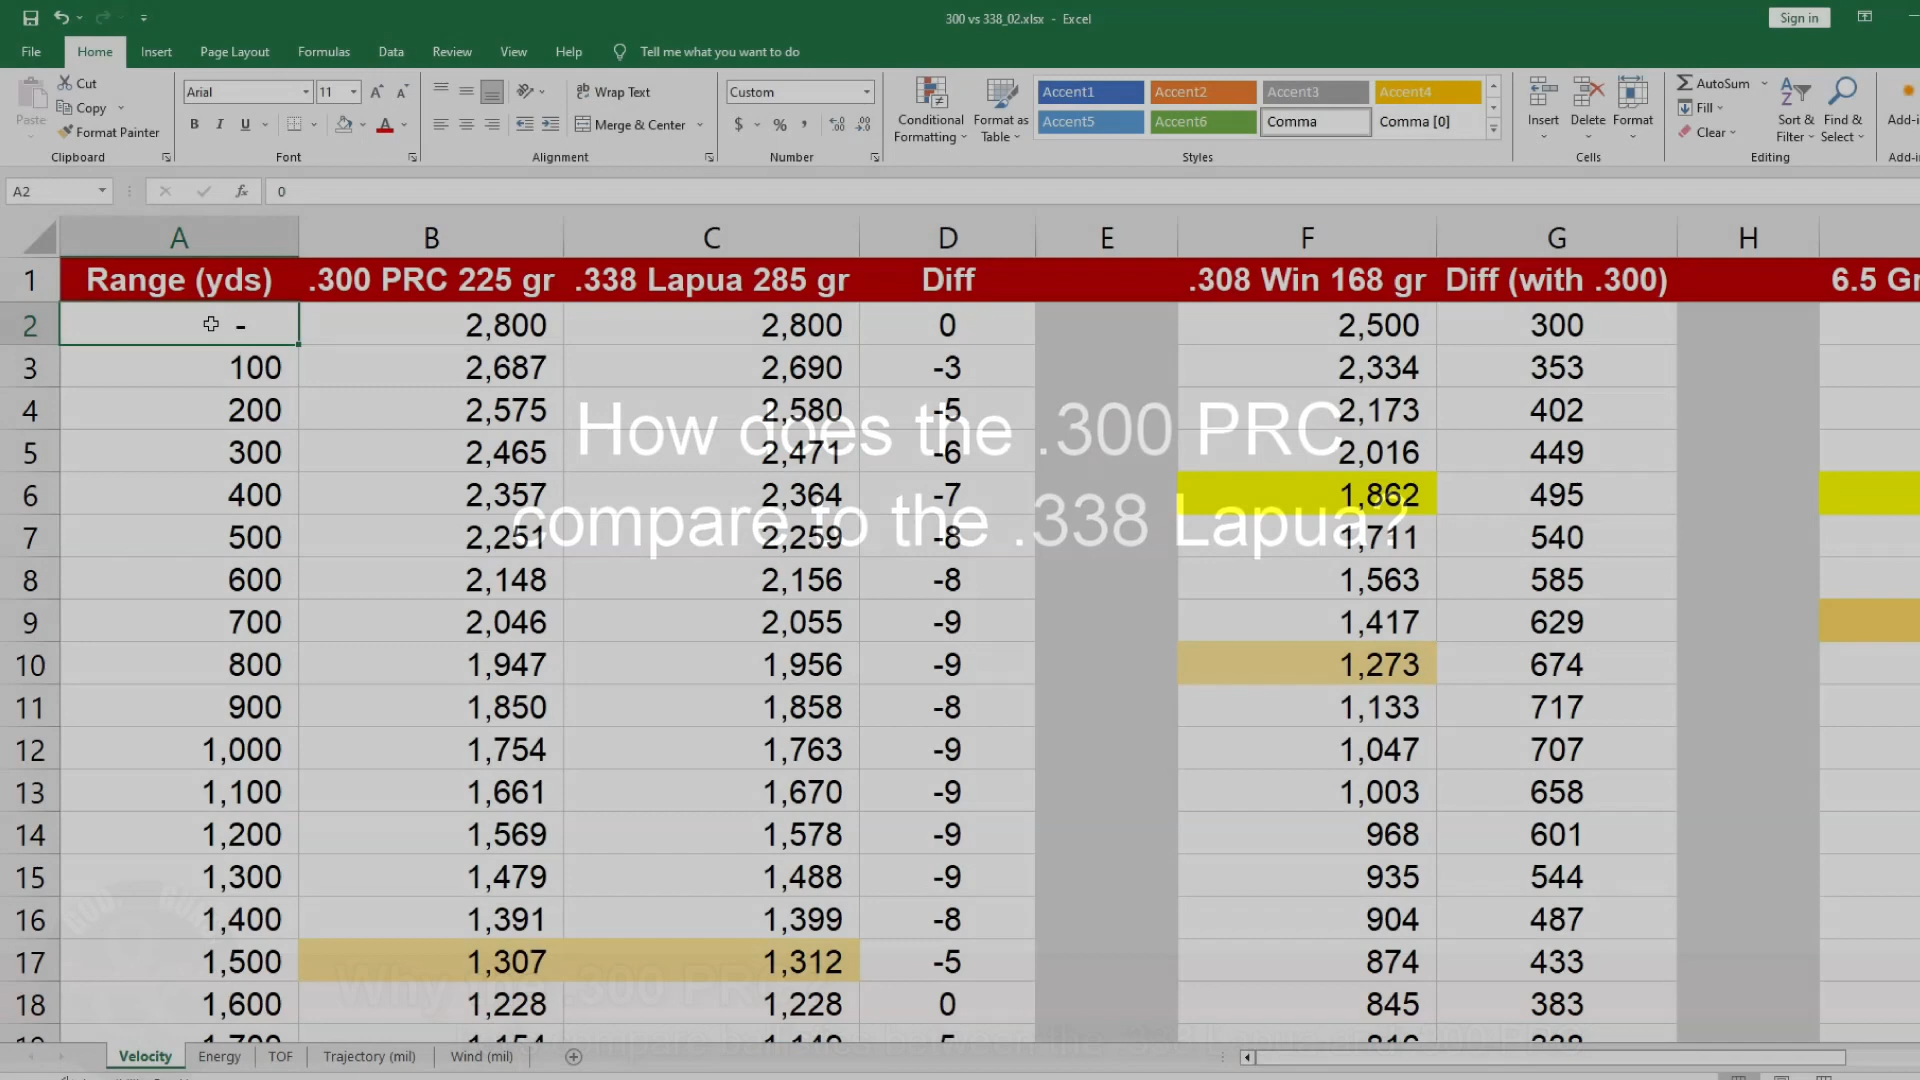 300 vs 338_02.xlsx - Excel
Sign in
File Home Insert Page Layout Formulas Data Review View Help Tell me what you want to do
Paste
Cut
Copy
Format Painter
Clipboard
Arial 11
B I U
Font
Wrap Text
Merge & Center
Alignment
Custom
$ % ,
Number
Conditional Formatting
Format as Table
Accent1 Accent2 Accent3 Accent4
Accent5 Accent6 Comma Comma [0]
Styles
Insert Delete Format
Cells
AutoSum
Fill
Clear
Sort & Filter
Find & Select
Editing
A2 fx 0
A B C D E F G H
1 Range (yds) .300 PRC 225 gr .338 Lapua 285 gr Diff .308 Win 168 gr Diff (with .300) 6.5 Gr
2 - 2,800 2,800 0 2,500 300
3 100 2,687 2,690 -3 2,334 353
4 200 2,575 2,580 -5 2,173 402
How does the .300 PRC
5 300 2,465 2,471 -6 2,016 449
6 400 2,357 2,364 -7 1,862 495
compare to the .338 Lapua?
7 500 2,251 2,259 -8 1,711 540
8 600 2,148 2,156 -8 1,563 585
9 700 2,046 2,055 -9 1,417 629
10 800 1,947 1,956 -9 1,273 674
11 900 1,850 1,858 -8 1,133 717
12 1,000 1,754 1,763 -9 1,047 707
13 1,100 1,661 1,670 -9 1,003 658
14 1,200 1,569 1,578 -9 968 601
15 1,300 1,479 1,488 -9 935 544
16 1,400 1,391 1,399 -8 904 487
17 1,500 1,307 1,312 -5 874 433
Why the .300 PRC
18 1,600 1,228 1,228 0 845 383
Velocity Energy TOF Trajectory (mil) Wind (mil)